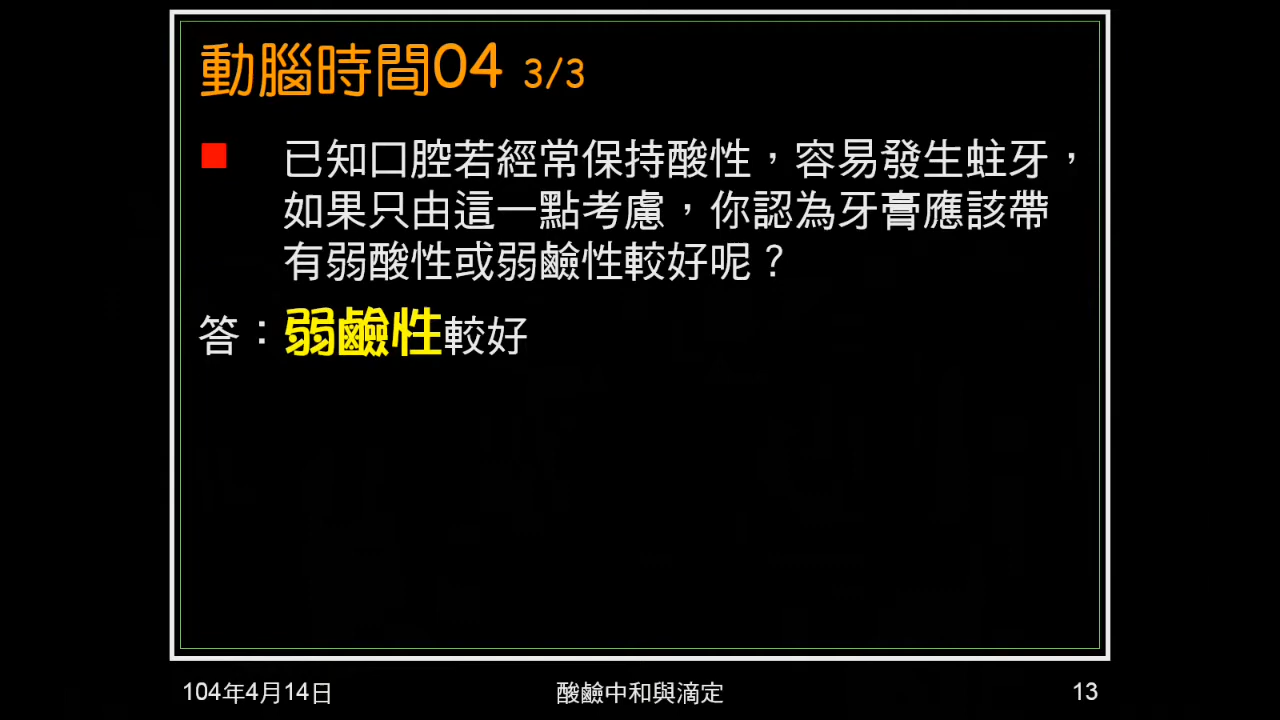 動腦時間04 3/3
已知口腔若經常保持酸性，容易發生蛀牙，
如果只由這一點考慮，你認為牙膏應該帶
有弱酸性或弱鹼性較好呢？
答：弱鹼性較好
104年4月14日
酸鹼中和與滴定
13